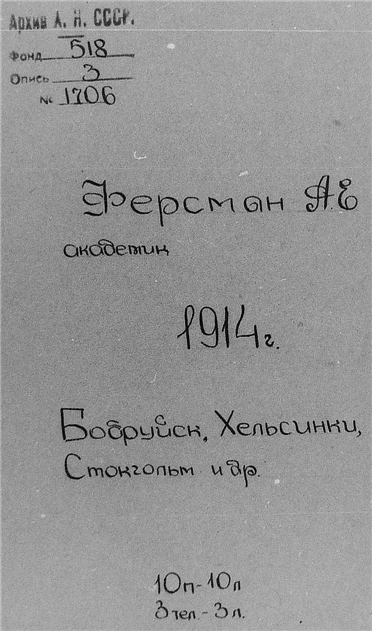 Архив А. Н. СССР.
Фонд 518
Опись 3
№ 1706
Ферсман А.Е
академик
1914г.
Бобруйск, Хельсинки,
Стокгольм и др.
10п-10л
3тел.-3л.